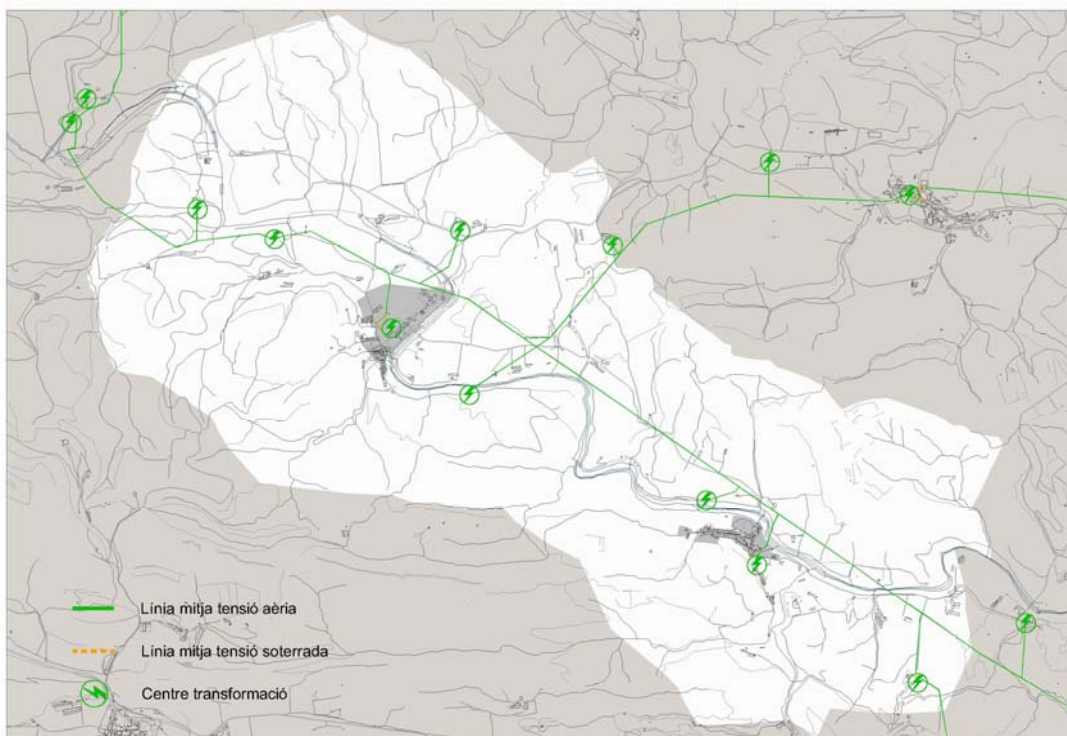 Línia mitja tensió aèria
Línia mitja tensió soterrada
Centre transformació